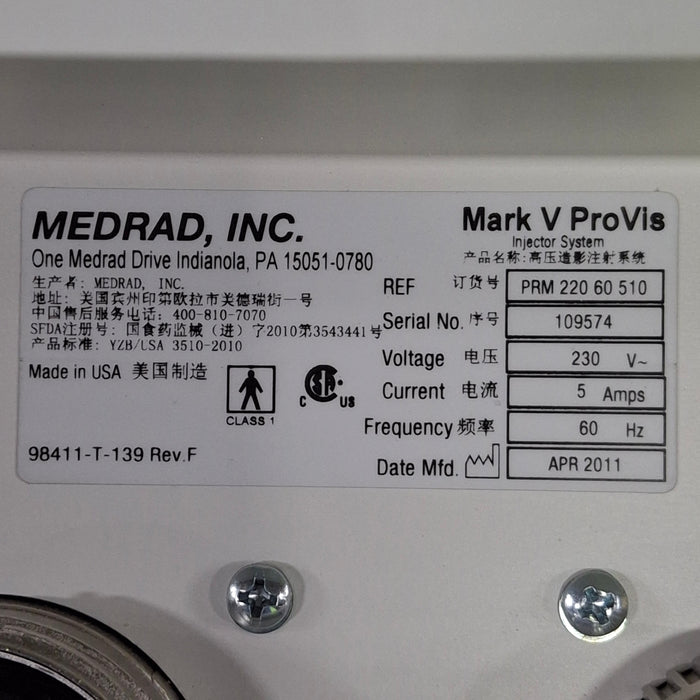 MEDRAD, INC.
One Medrad Drive Indianola, PA 15051-0780
生产者: MEDRAD, INC.
地址: 美国宾州印第欧拉市美德瑞街一号
中国售后服务电话: 400-810-7070
SFDA注册号: 国食药监械(进)字2010第3543441号
产品标准: YZB/USA 3510-2010
Made in USA 美国制造
CLASS 1
C US
98411-T-139 Rev.F
Mark V ProVis
Injector System
产品名称:高压造影注射系统
REF 订货号 PRM 220 60 510
Serial No. 序号 109574
Voltage 电压 230 V~
Current 电流 5 Amps
Frequency 频率 60 Hz
Date Mfd. APR 2011